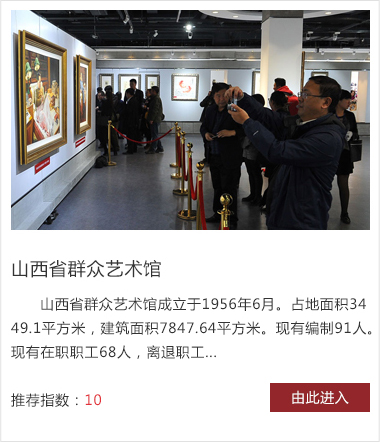 山西省群众艺术馆
山西省群众艺术馆成立于1956年6月。占地面积34
49.1平方米，建筑面积7847.64平方米。现有编制91人。
现有在职职工68人，离退职工...
推荐指数：10
由此进入